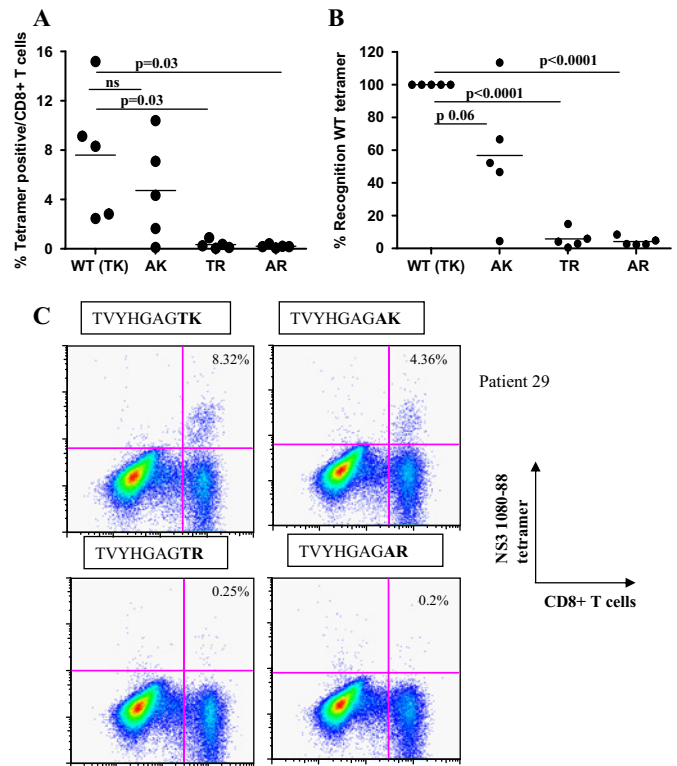 A
% Tetramer positive/CD8+ T cells
16
12
8
4
0
p=0.03
ns
p=0.03
WT (TK) AK TR AR
B
% Recognition WT tetramer
120
100
80
60
40
20
0
p<0.0001
p<0.0001
p 0.06
WT (TK) AK TR AR
C
TVYHGAGTK
8.32%
TVYHGAGAK
4.36%
Patient 29
TVYHGAGTR
0.25%
TVYHGAGAR
0.2%
NS3 1080-88
tetramer
CD8+ T cells